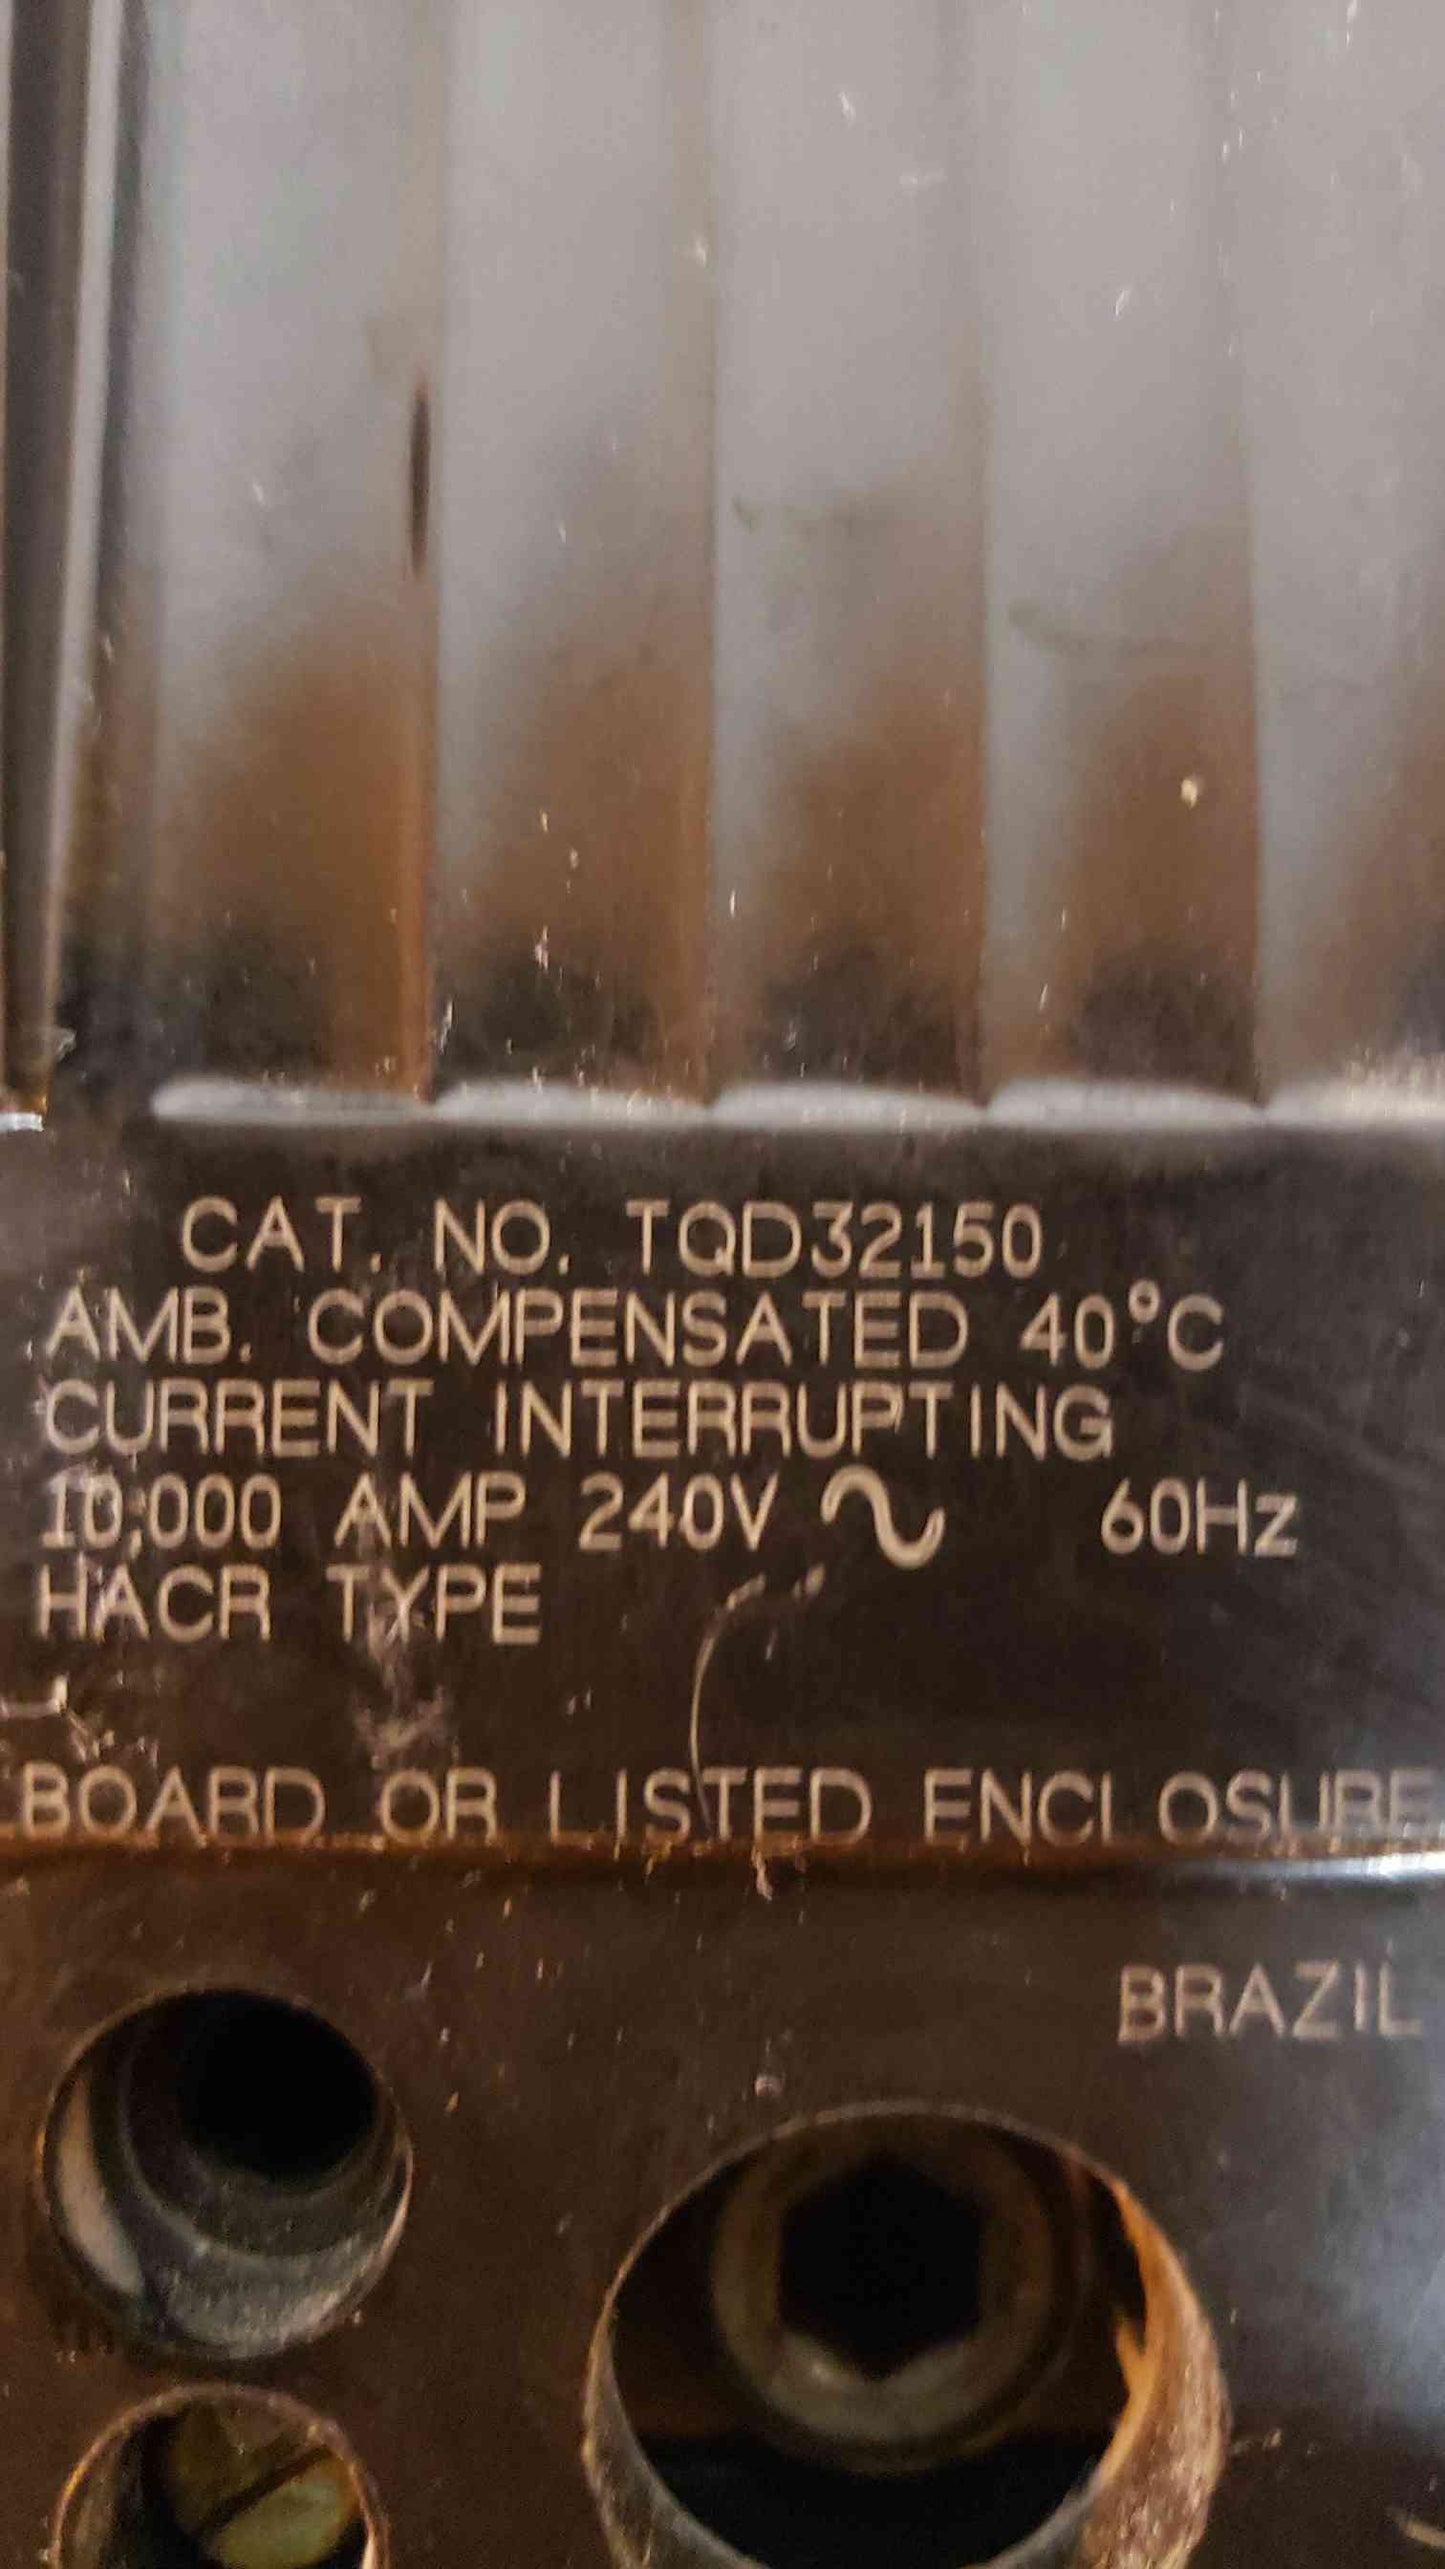 CAT. NO. TQD32150
AMB. COMPENSATED 40°C
CURRENT INTERRUPTING
10,000 AMP 240V ∿ 60Hz
HACR TYPE
BOARD OR LISTED ENCLOSURE
BRAZIL